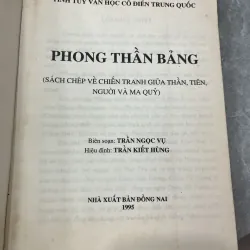 TINH TÚY VĂN HỌC CỔ ĐIỂN TRUNG QUỐC
PHONG THẦN BẢNG
(SÁCH CHÉP VỀ CHIẾN TRANH GIỮA THẦN, TIÊN,
NGƯỜI VÀ MA QUỶ)
Biên soạn: TRẦN NGỌC VỤ
Hiệu đính: TRẦN KIẾT HÙNG
NHÀ XUẤT BẢN ĐỒNG NAI
1995